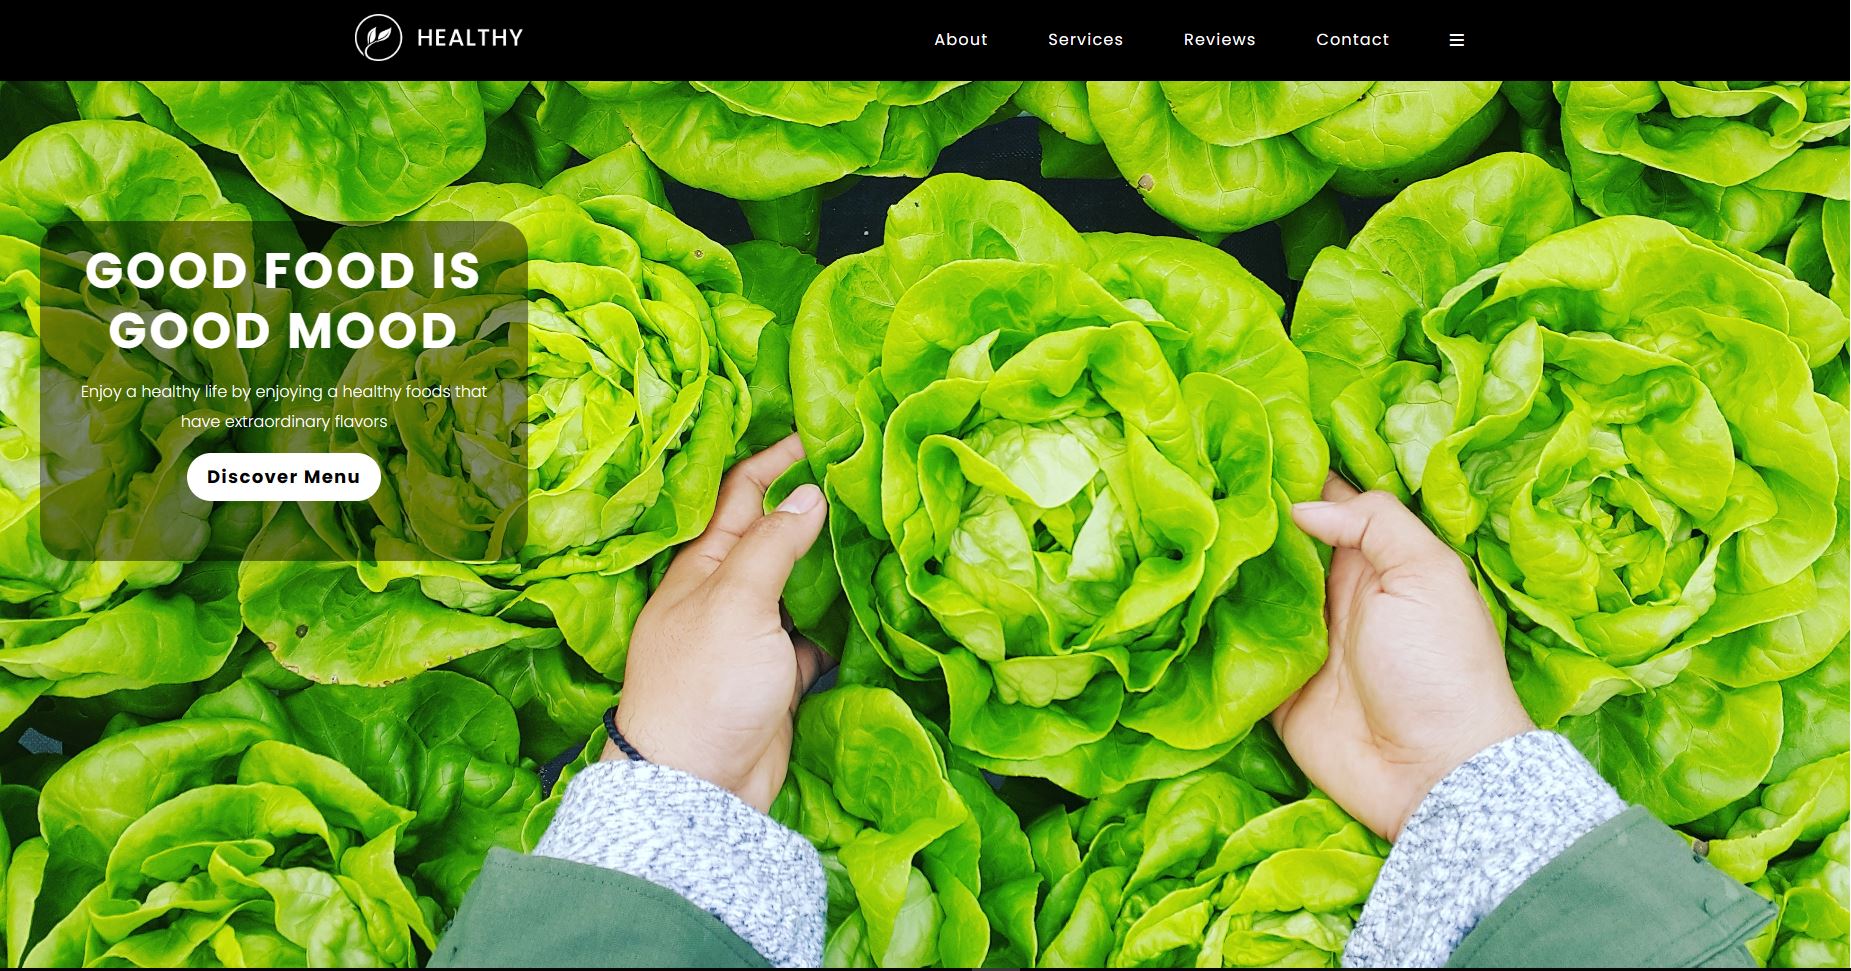 HEALTHY
About
Services
Reviews
Contact
GOOD FOOD IS
GOOD MOOD
Enjoy a healthy life by enjoying a healthy foods that
have extraordinary flavors
Discover Menu